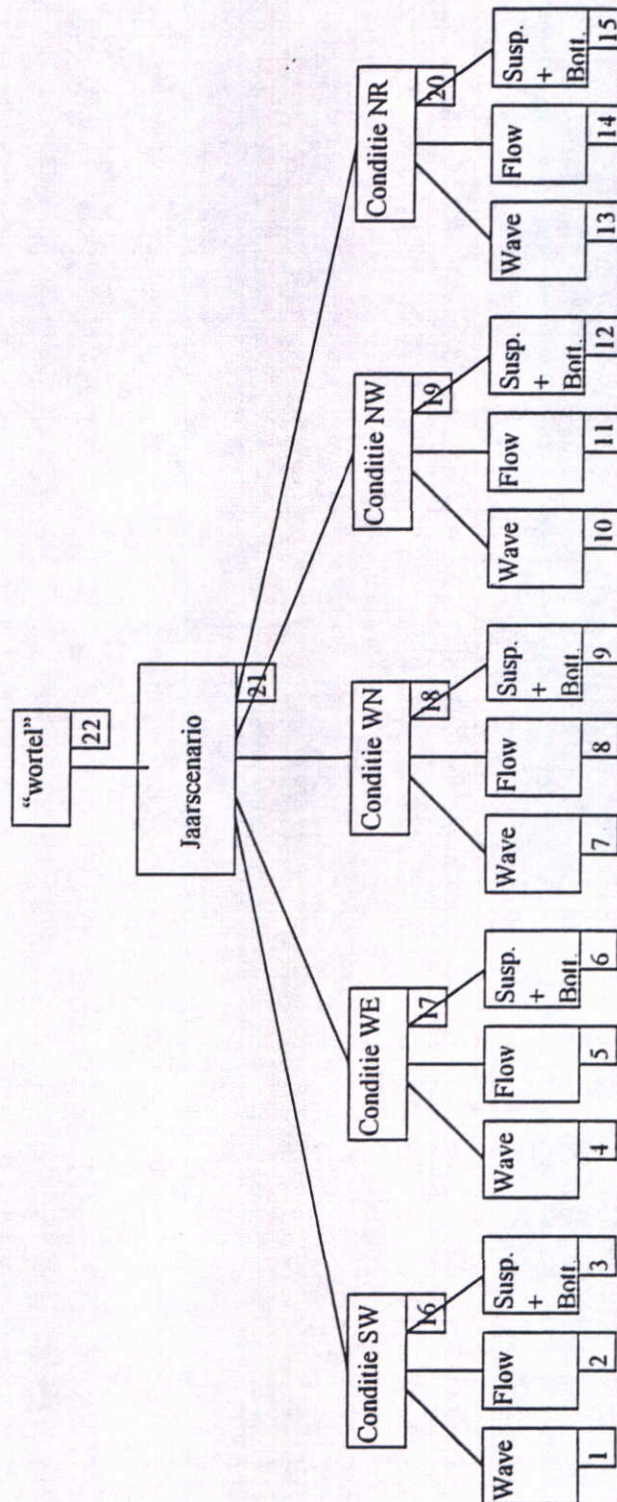 “wortel”
22
Jaarscenario
21
Conditie SW
16
Conditie WE
17
Conditie WN
18
Conditie NW
19
Conditie NR
20
Wave
1
Flow
2
Susp.
+
Bott.
3
Wave
4
Flow
5
Susp.
+
Bott.
6
Wave
7
Flow
8
Susp.
+
Bott.
9
Wave
10
Flow
11
Susp.
+
Bott.
12
Wave
13
Flow
14
Susp.
+
Bott.
15